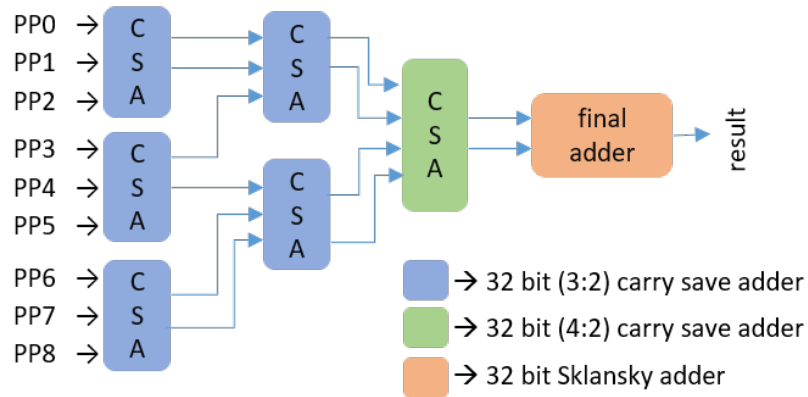 PP0 →
PP1 →
PP2 →
C
S
A
PP3 →
PP4 →
PP5 →
C
S
A
PP6 →
PP7 →
PP8 →
C
S
A
C
S
A
C
S
A
C
S
A
final
adder
result
→ 32 bit (3:2) carry save adder
→ 32 bit (4:2) carry save adder
→ 32 bit Sklansky adder